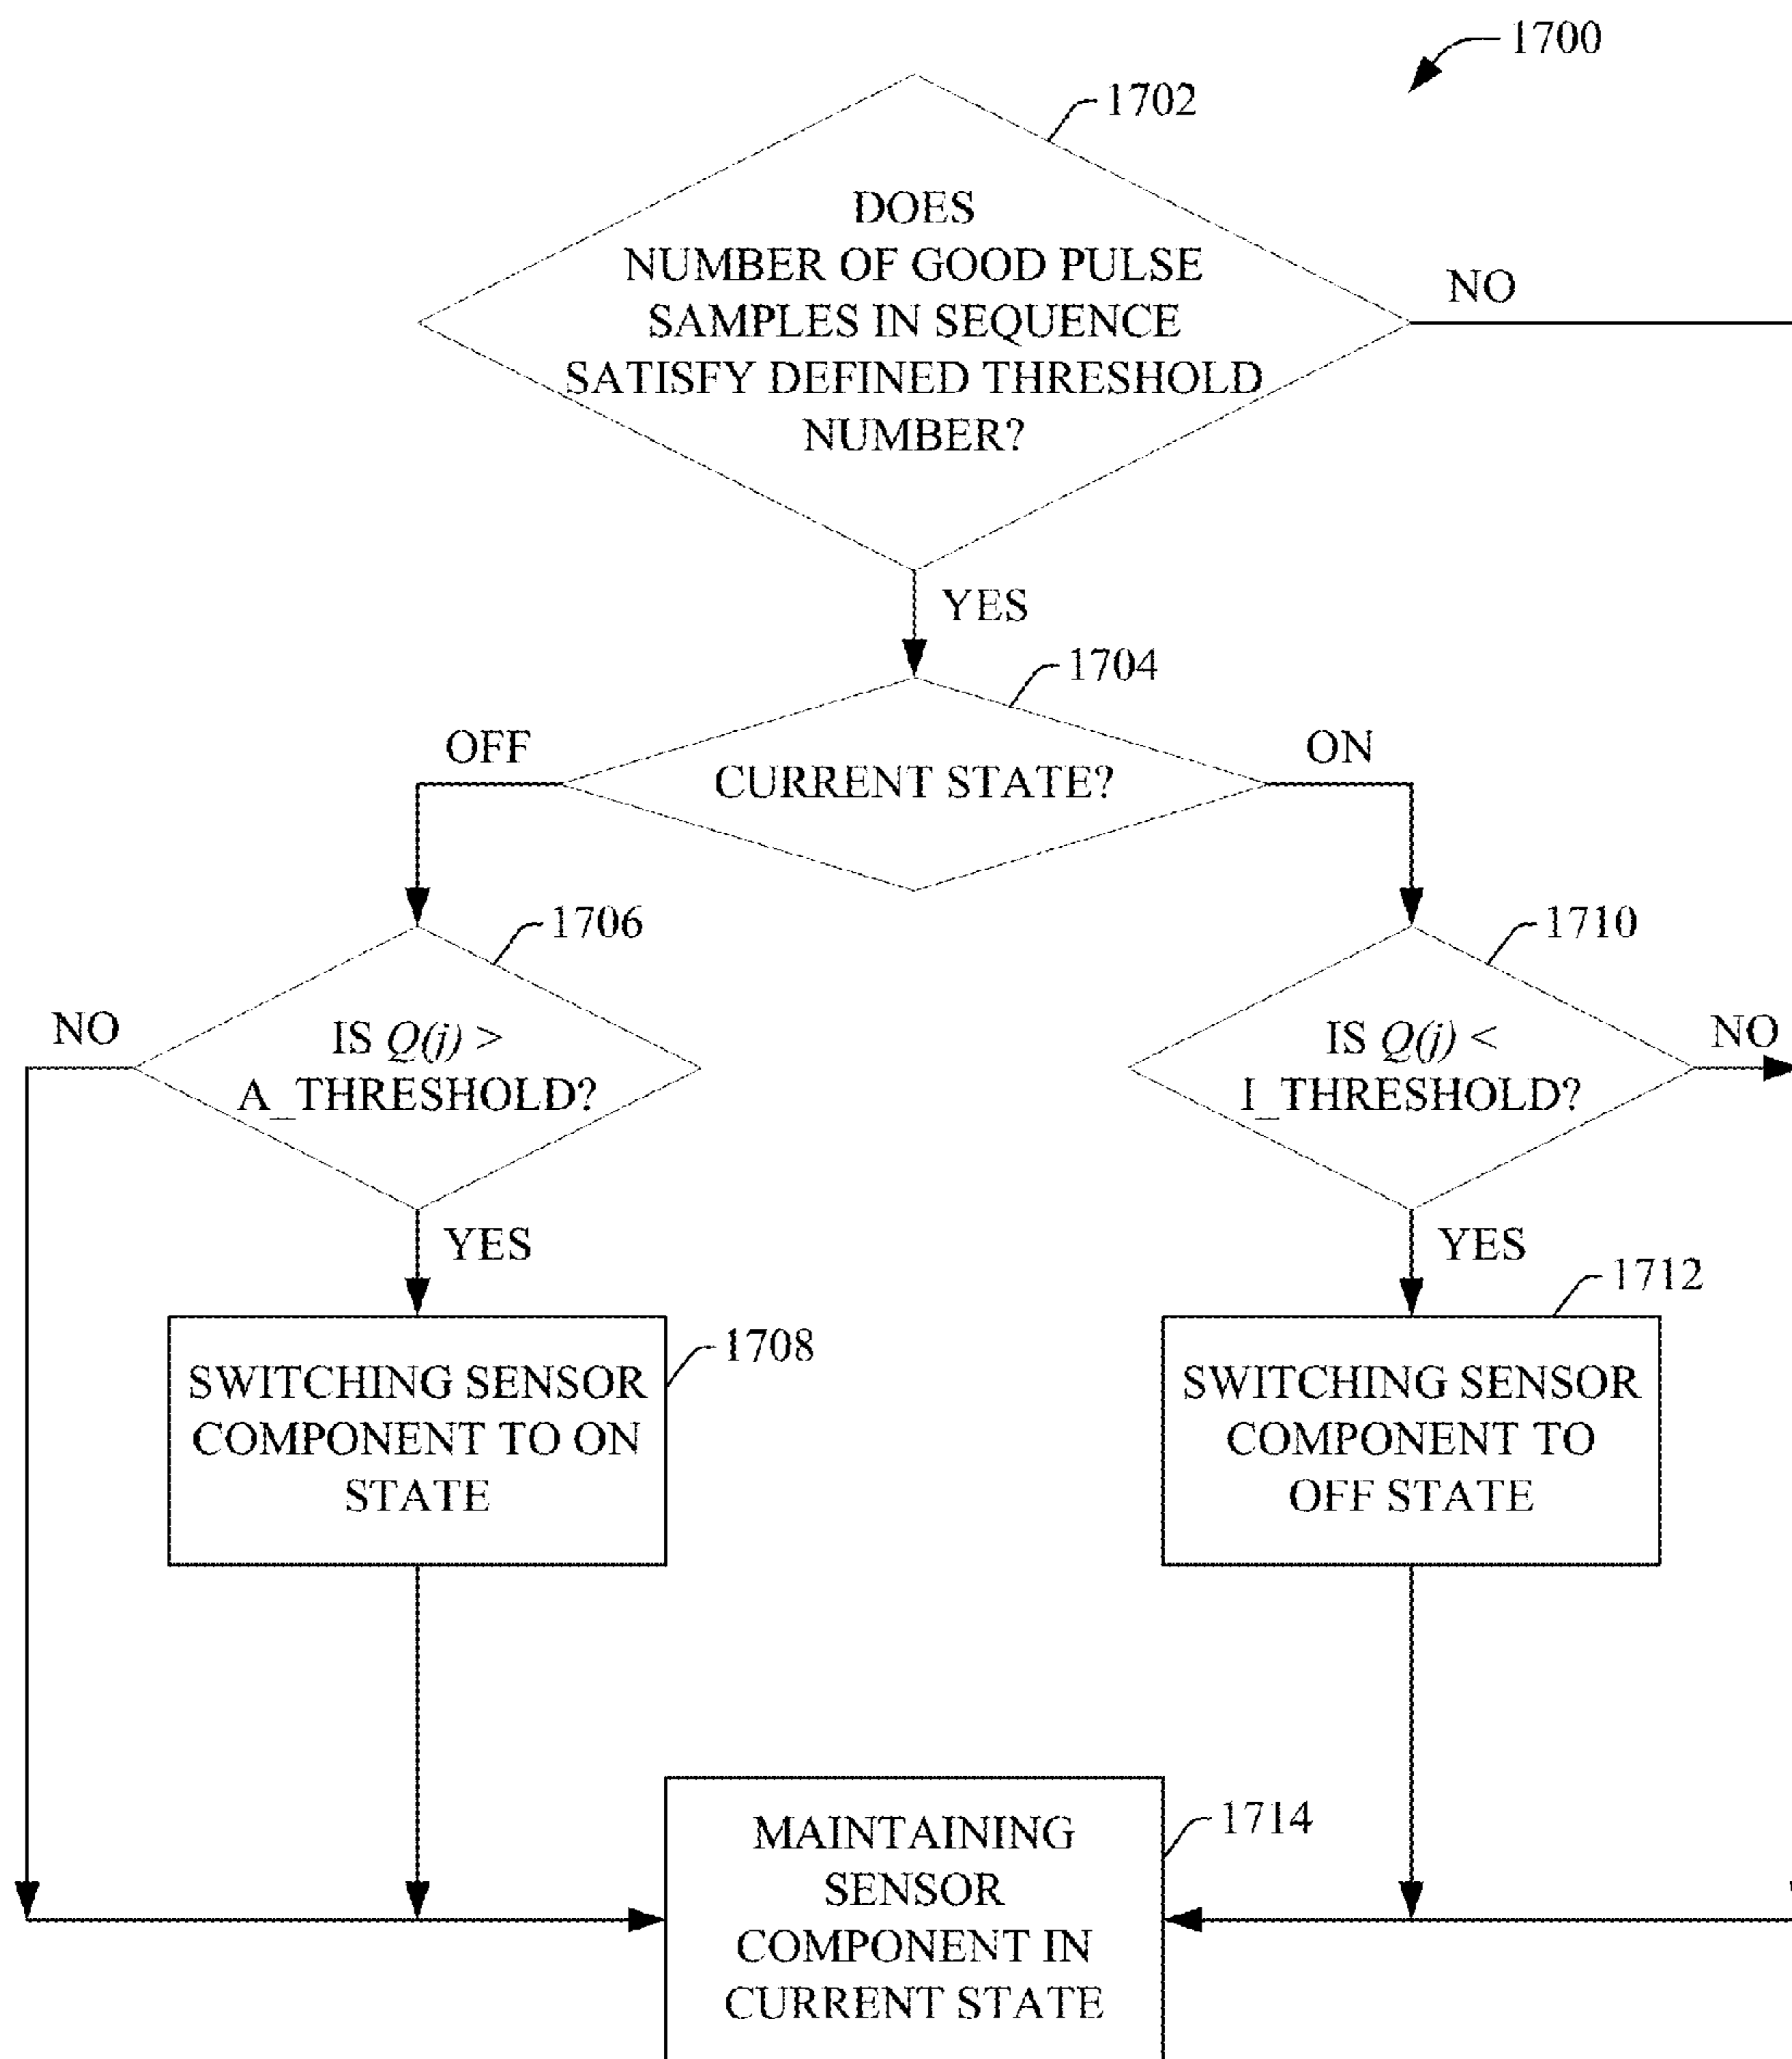 1700
1702
DOES
NUMBER OF GOOD PULSE
SAMPLES IN SEQUENCE
SATISFY DEFINED THRESHOLD
NUMBER?
NO
YES
1704
OFF
CURRENT STATE?
ON
1706
NO
IS Q(j) >
A_THRESHOLD?
1710
IS Q(j) <
I_THRESHOLD?
NO
YES
YES
1708
SWITCHING SENSOR
COMPONENT TO ON
STATE
1712
SWITCHING SENSOR
COMPONENT TO
OFF STATE
1714
MAINTAINING
SENSOR
COMPONENT IN
CURRENT STATE